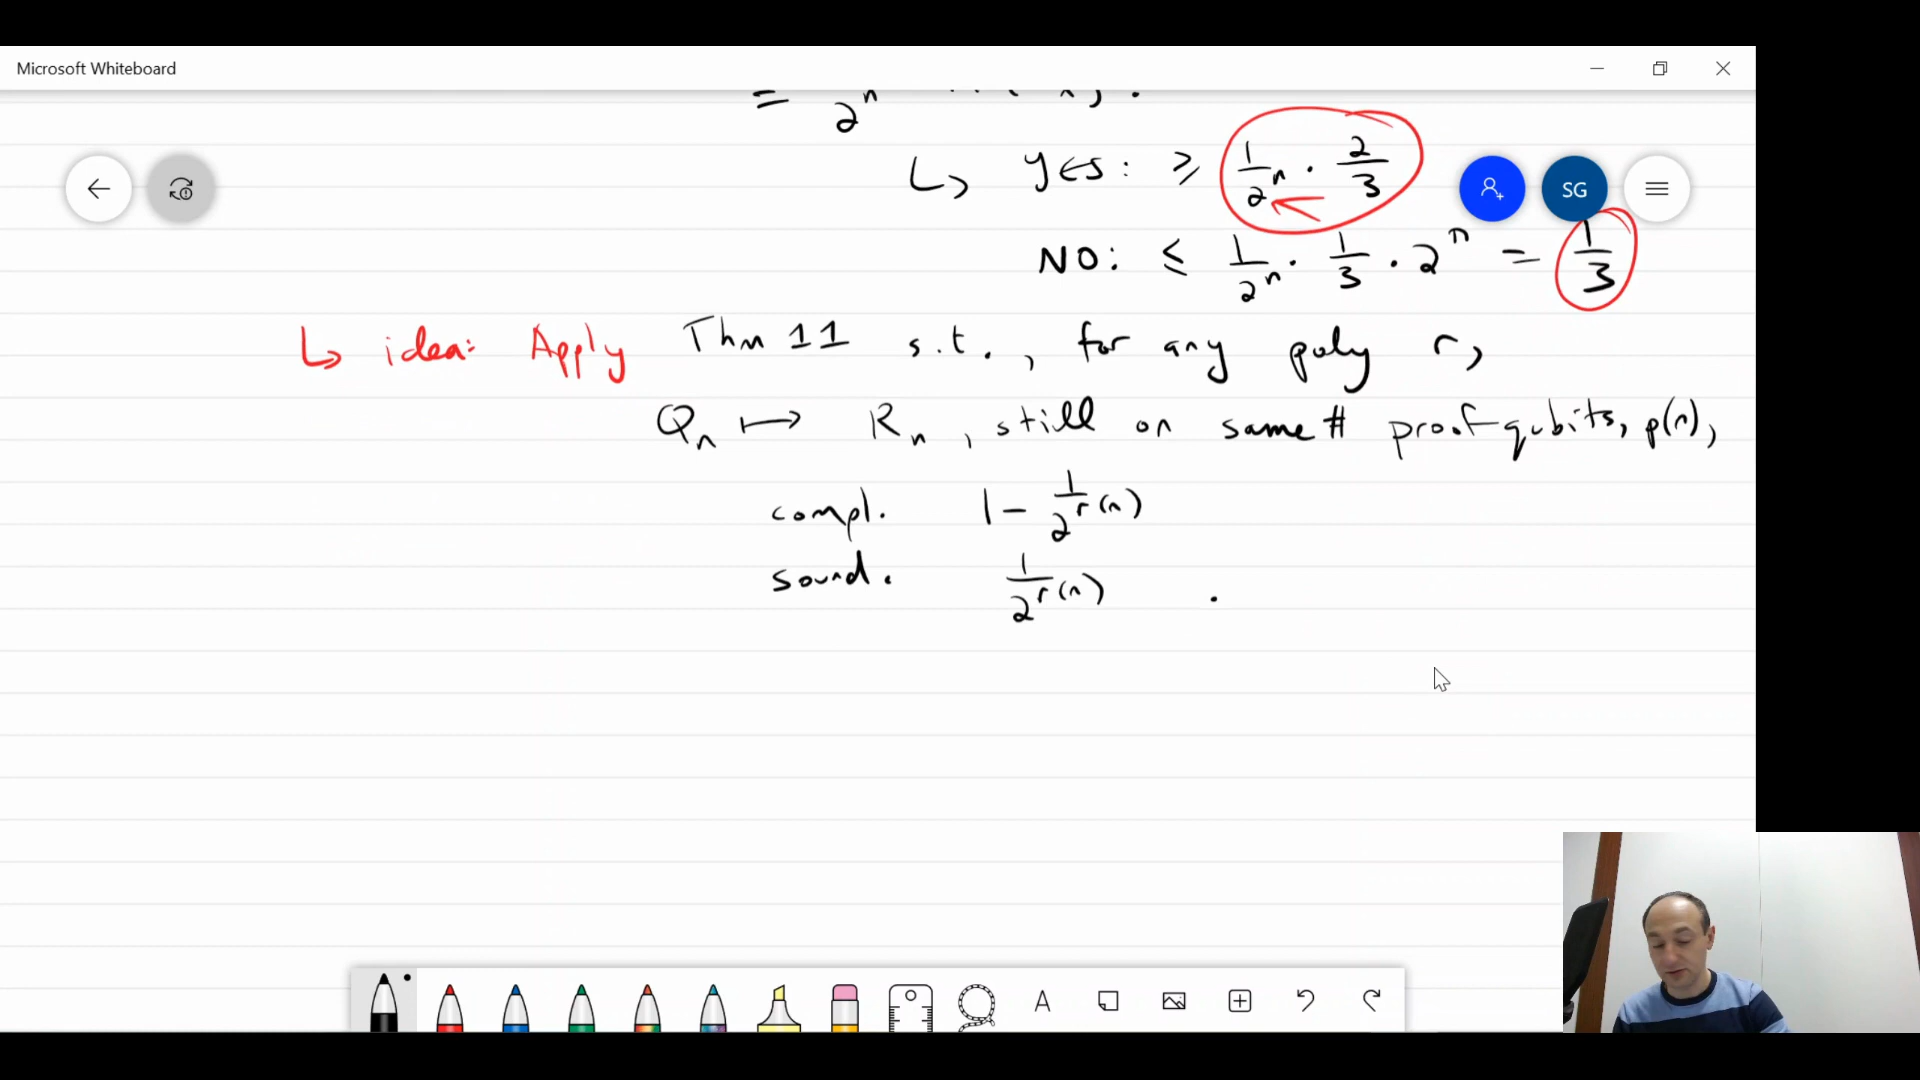 Microsoft Whiteboard
= 2^n
↳ YES: ≥ 1/2^n · 2/3
SG
NO: ≤ 1/2^n · 1/3 · 2^n = 1/3
↳ idea: Apply Thm 11 s.t., for any poly r,
Q_n ↦ R_n, still on same # proof qubits, p(n),
compl. 1 - 1/2^r(n)
sound. 1/2^r(n) .
A